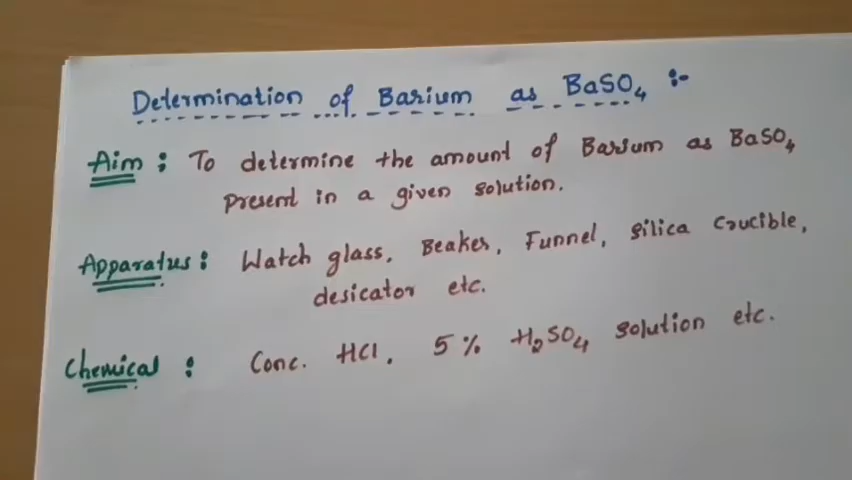 Determination of Barium as BaSO4 :-
Aim : To determine the amount of Barium as BaSO4
present in a given solution.
Apparatus : Watch glass, Beaker, Funnel, silica crucible,
desicator etc.
Chemical : Conc. HCl, 5% H2SO4 solution etc.